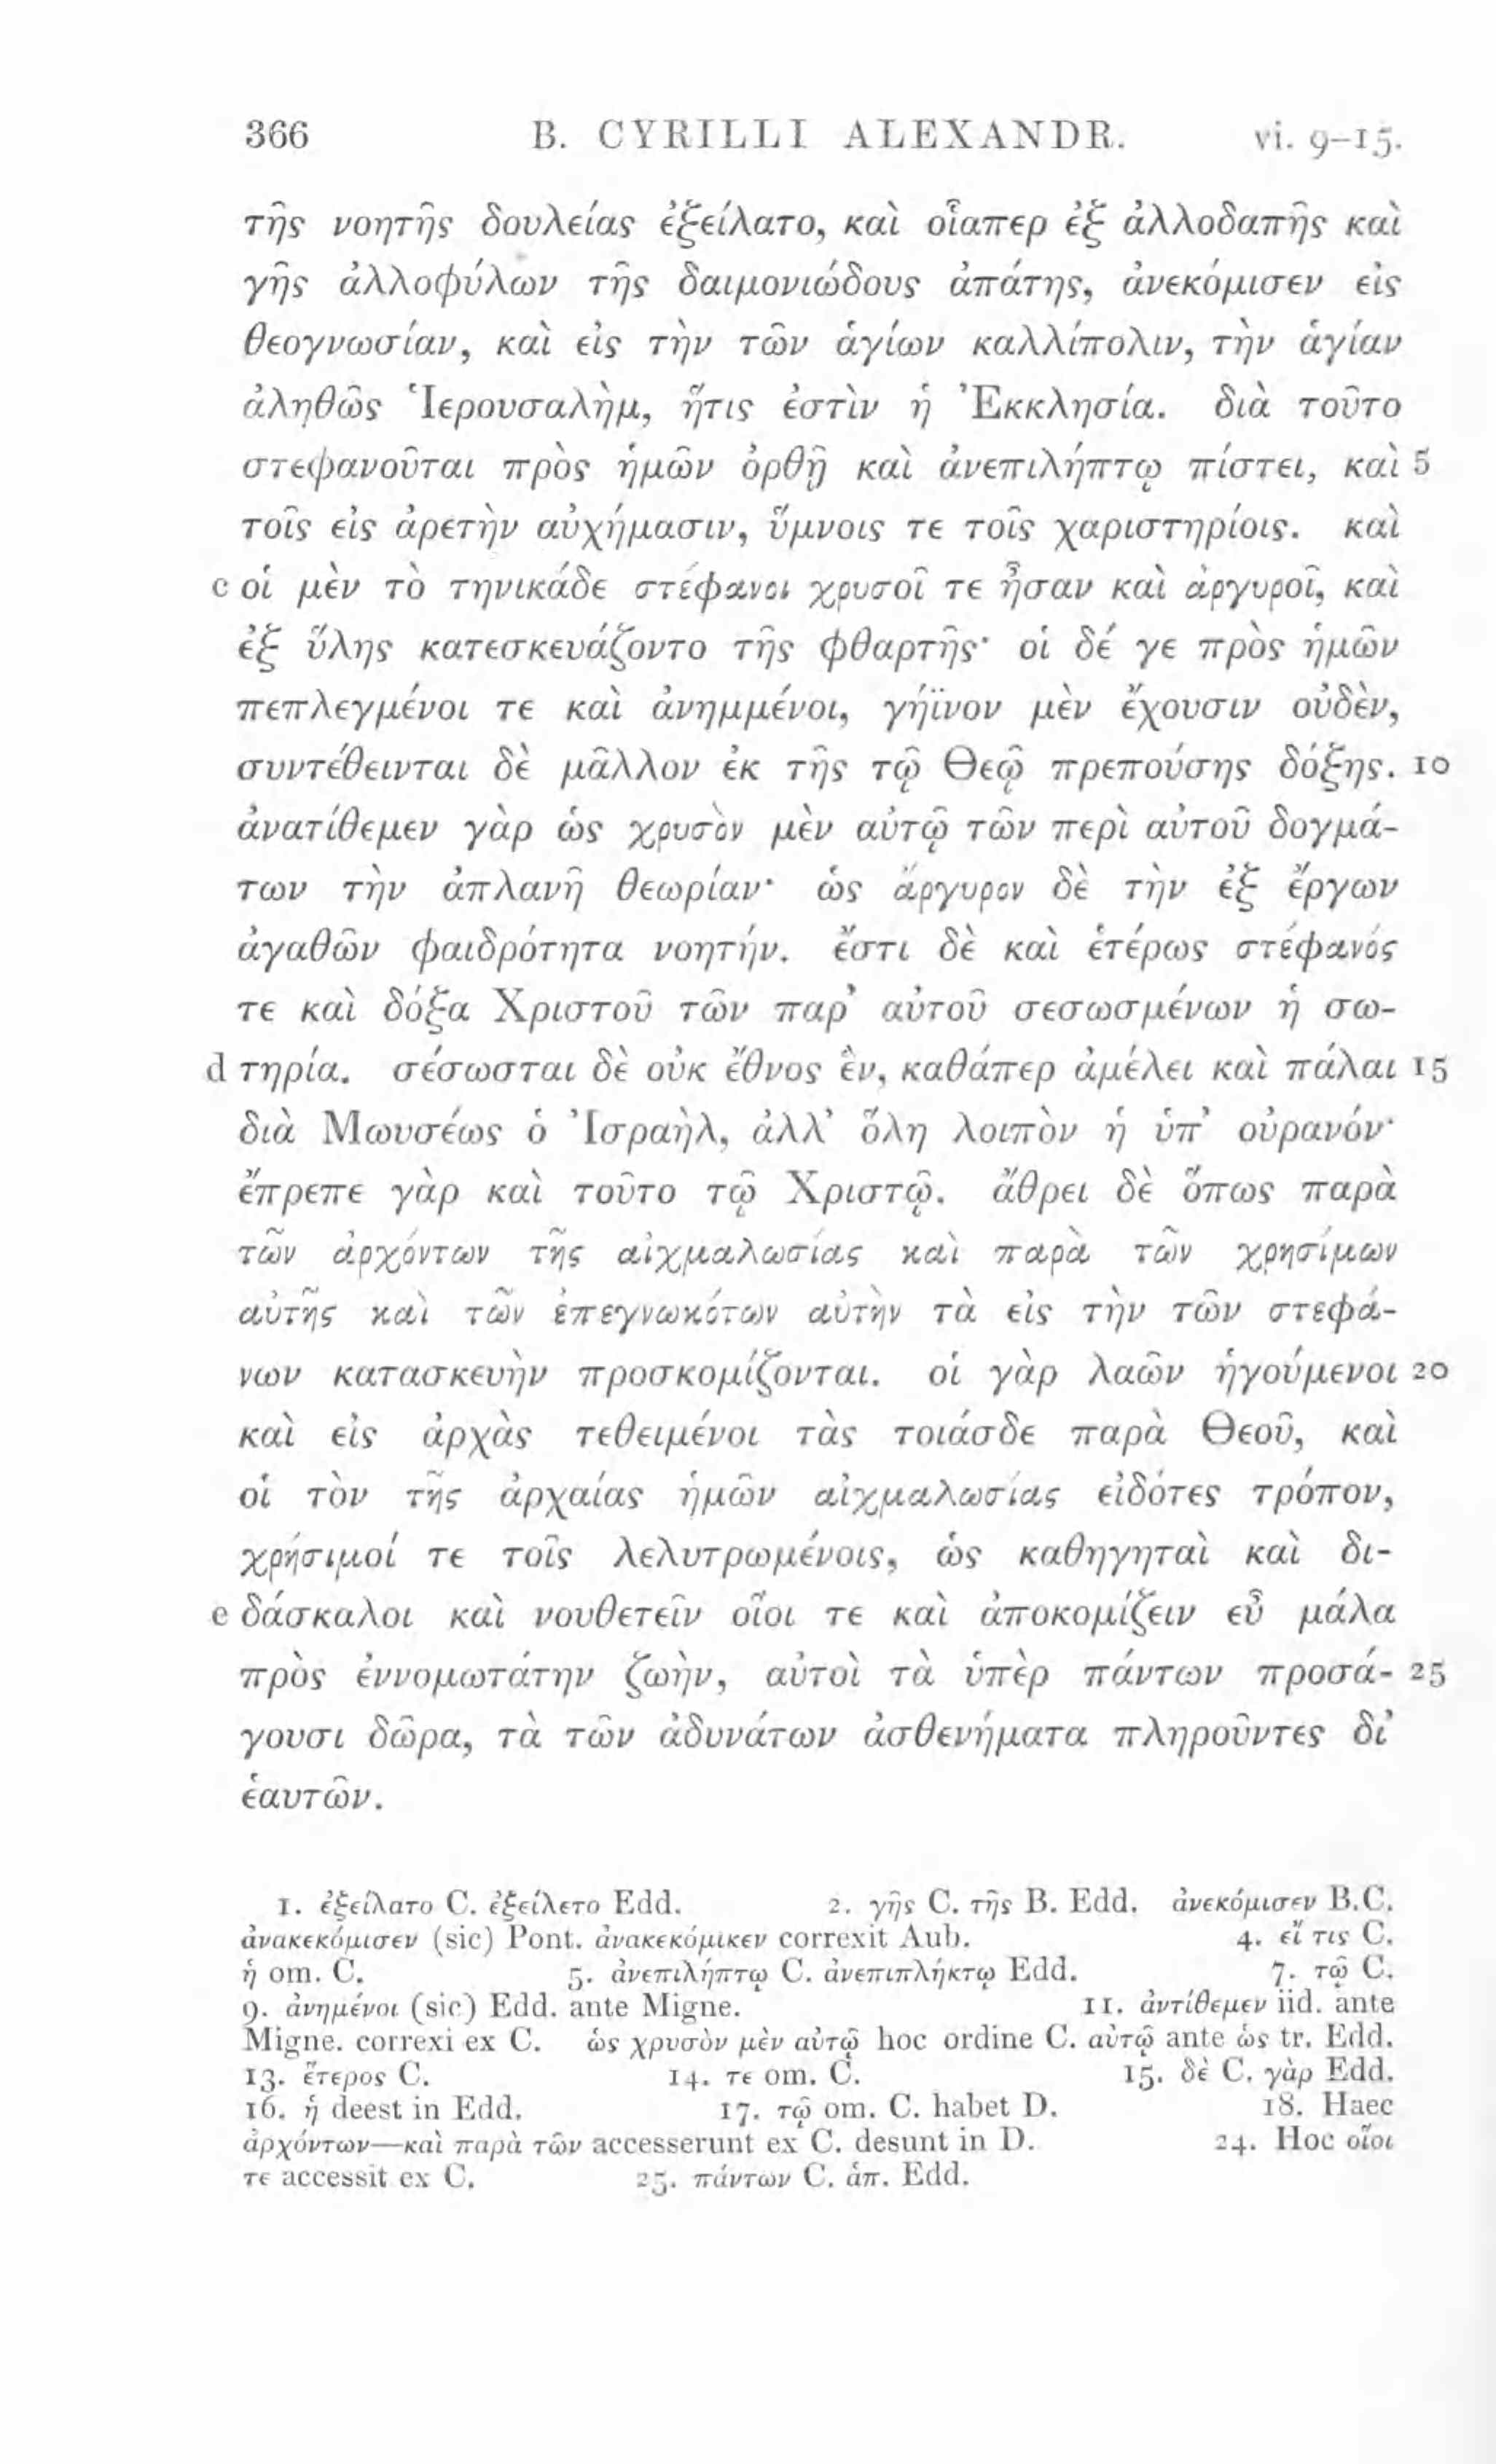 366 B. CYRILLI ALEXANDR. vi. 9–15.
τῆς νοητῆς δουλείας ἐξείλατο, καὶ οἷαπερ ἐξ ἀλλοδαπῆς καὶ
γῆς ἀλλοφύλων τῆς δαιμονιώδους ἀπάτης, ἀνεκόμισεν εἰς
θεογνωσίαν, καὶ εἰς τὴν τῶν ἁγίων καλλίπολιν, τὴν ἁγίαν
ἀληθῶς Ἱερουσαλὴμ, ἥτις ἐστὶν ἡ Ἐκκλησία. διὰ τοῦτο
στεφανοῦται πρὸς ἡμῶν ὀρθῇ καὶ ἀνεπιλήπτῳ πίστει, καὶ 5
τοῖς εἰς ἀρετὴν αὐχήμασιν, ὕμνοις τε τοῖς χαριστηρίοις. καὶ
c οἱ μὲν τὸ τηνικάδε στέφανοι χρυσοῖ τε ἦσαν καὶ ἀργυροῖ, καὶ
ἐξ ὕλης κατεσκευάζοντο τῆς φθαρτῆς· οἱ δέ γε πρὸς ἡμῶν
πεπλεγμένοι τε καὶ ἀνημμένοι, γήϊνον μὲν ἔχουσιν οὐδὲν,
συντέθεινται δὲ μᾶλλον ἐκ τῆς τῷ Θεῷ πρεπούσης δόξης. 10
ἀνατίθεμεν γὰρ ὡς χρυσὸν μὲν αὐτῷ τῶν περὶ αὐτοῦ δογμά-
των τὴν ἀπλανῆ θεωρίαν· ὡς ἄργυρον δὲ τὴν ἐξ ἔργων
ἀγαθῶν φαιδρότητα νοητήν. ἔστι δὲ καὶ ἑτέρως στέφανός
τε καὶ δόξα Χριστοῦ τῶν παρ’ αὐτοῦ σεσωσμένων ἡ σω-
d τηρία. σέσωσται δὲ οὐκ ἔθνος ἓν, καθάπερ ἀμέλει καὶ πάλαι 15
διὰ Μωυσέως ὁ Ἰσραὴλ, ἀλλ’ ὅλη λοιπὸν ἡ ὑπ’ οὐρανόν·
ἔπρεπε γὰρ καὶ τοῦτο τῷ Χριστῷ. ἄθρει δὲ ὅπως παρὰ
τῶν ἀρχόντων τῆς αἰχμαλωσίας καὶ παρὰ τῶν χρησίμων
αὐτῆς καὶ τῶν ἐπεγνωκότων αὐτὴν τὰ εἰς τὴν τῶν στεφά-
νων κατασκευὴν προσκομίζονται. οἱ γὰρ λαῶν ἡγούμενοι 20
καὶ εἰς ἀρχὰς τεθειμένοι τὰς τοιάσδε παρὰ Θεοῦ, καὶ
οἱ τὸν τῆς ἀρχαίας ἡμῶν αἰχμαλωσίας εἰδότες τρόπον,
χρήσιμοί τε τοῖς λελυτρωμένοις, ὡς καθηγηταὶ καὶ δι-
e δάσκαλοι καὶ νουθετεῖν οἷοι τε καὶ ἀποκομίζειν εὖ μάλα
πρὸς ἐννομωτάτην ζωὴν, αὐτοὶ τὰ ὑπὲρ πάντων προσά- 25
γουσι δῶρα, τὰ τῶν ἀδυνάτων ἀσθενήματα πληροῦντες δι’
ἑαυτῶν.
1. ἐξείλατο C. ἐξείλετο Edd. 2. γῆς C. τῆς B. Edd. ἀνεκόμισεν B.C.
ἀνακεκόμισεν (sic) Pont. ἀνακεκόμικεν correxit Aub. 4. εἴ τις C.
ἡ om. C. 5. ἀνεπιλήπτῳ C. ἀνεπιπλήκτῳ Edd. 7. τῷ C.
9. ἀνημένοι (sic) Edd. ante Migne. 11. ἀντίθεμεν iid. ante
Migne. correxi ex C. ὡς χρυσὸν μὲν αὐτῷ hoc ordine C. αὐτῷ ante ὡς tr. Edd.
13. ἕτερος C. 14. τε om. C. 15. δὲ C. γὰρ Edd.
16. ἡ deest in Edd. 17. τῷ om. C. habet D. 18. Haec
ἀρχόντων—καὶ παρὰ τῶν accesserunt ex C. desunt in D. 24. Hoc οἷοι
τε accessit ex C. 25. πάντων C. ἁπ. Edd.